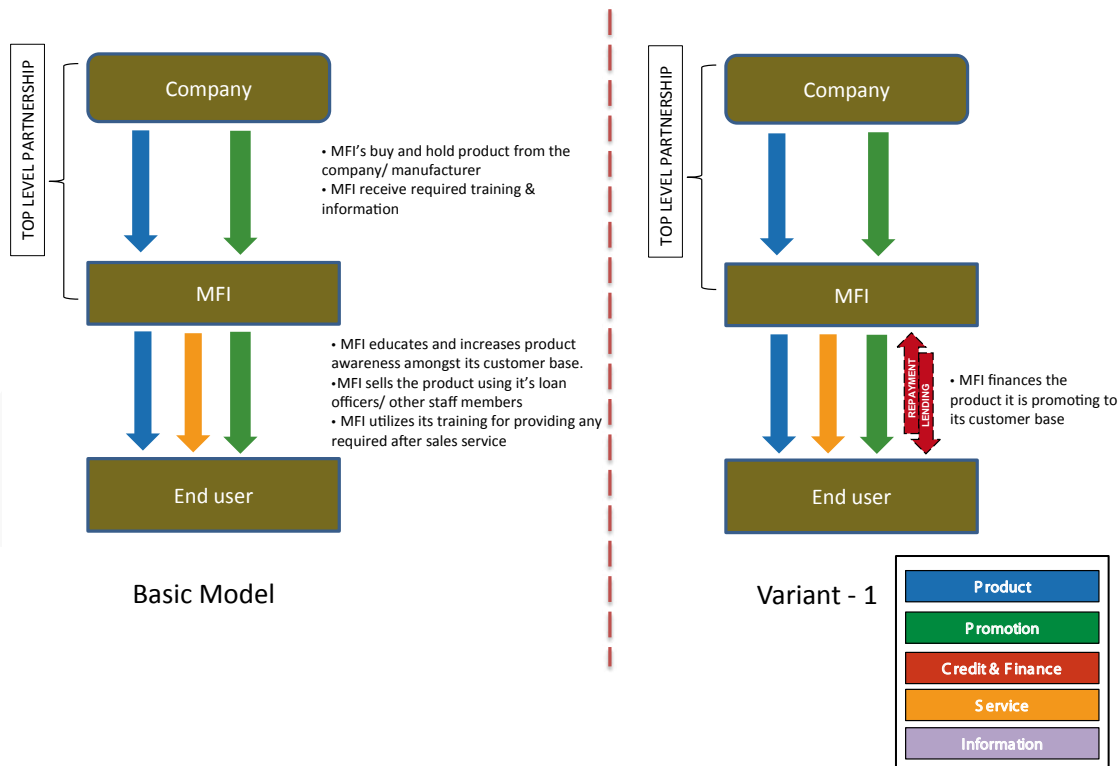 TOP LEVEL PARTNERSHIP
Company
• MFI's buy and hold product from the
company/ manufacturer
• MFI receive required training &
information
MFI
• MFI educates and increases product
awareness amongst its customer base.
•MFI sells the product using it's loan
officers/ other staff members
• MFI utilizes its training for providing any
required after sales service
End user
Basic Model
TOP LEVEL PARTNERSHIP
Company
MFI
REPAYMENT
LENDING
• MFI finances the
product it is promoting to
its customer base
End user
Variant - 1
Product
Promotion
Credit & Finance
Service
Information